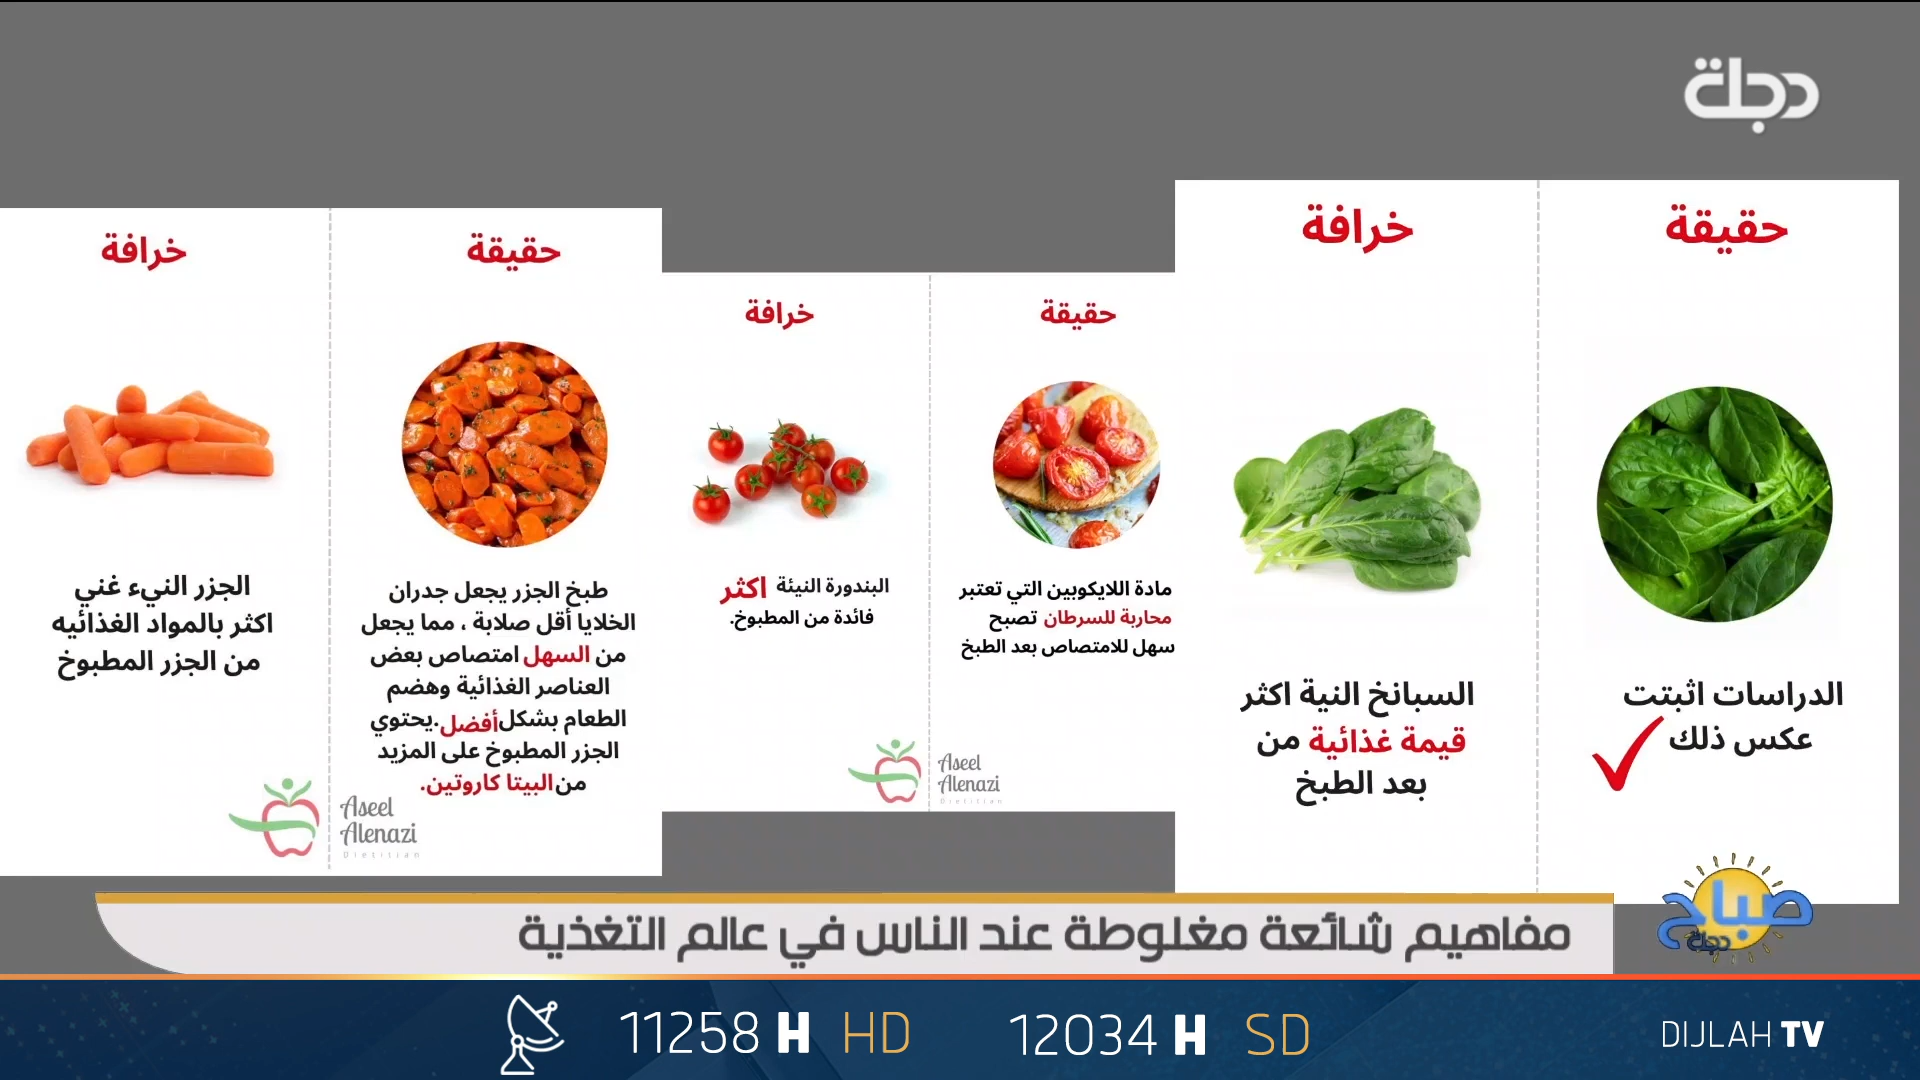 دجلة
حقيقة
الدراسات اثبتت
عكس ذلك
خرافة
السبانخ النية اكثر
قيمة غذائية من
بعد الطبخ
حقيقة
مادة اللايكوبين التي تعتبر
محاربة للسرطان تصبح
سهل للامتصاص بعد الطبخ
خرافة
البندورة النيئة اكثر
فائدة من المطبوخ.
Aseel
Alenazi
Dietitian
حقيقة
طبخ الجزر يجعل جدران
الخلايا أقل صلابة ، مما يجعل
من السهل امتصاص بعض
العناصر الغذائية وهضم
الطعام بشكل أفضل.يحتوي
الجزر المطبوخ على المزيد
من البيتا كاروتين.
خرافة
الجزر النيء غني
اكثر بالمواد الغذائيه
من الجزر المطبوخ
Aseel
Alenazi
Dietitian
صباح
دجلة
مفاهيم شائعة مغلوطة عند الناس في عالم التغذية
11258 H HD 12034 H SD DIJLAH TV